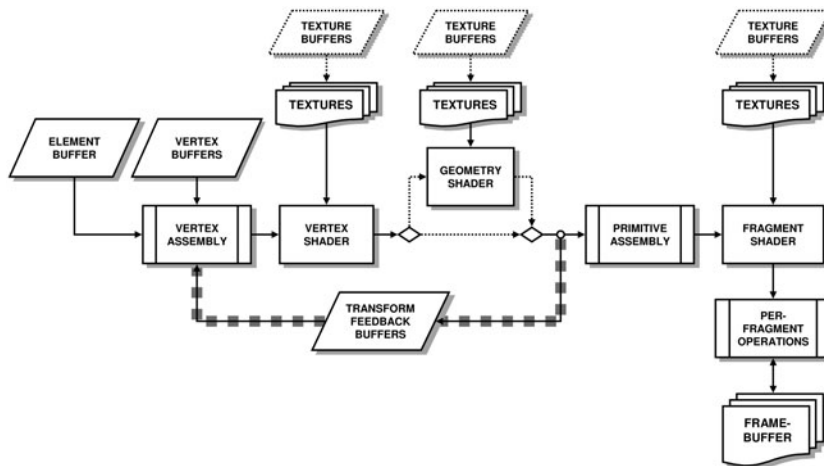 TEXTURE
BUFFERS
TEXTURE
BUFFERS
TEXTURE
BUFFERS
TEXTURES
TEXTURES
TEXTURES
ELEMENT
BUFFER
VERTEX
BUFFERS
GEOMETRY
SHADER
VERTEX
ASSEMBLY
VERTEX
SHADER
PRIMITIVE
ASSEMBLY
FRAGMENT
SHADER
TRANSFORM
FEEDBACK
BUFFERS
PER-
FRAGMENT
OPERATIONS
FRAME-
BUFFER